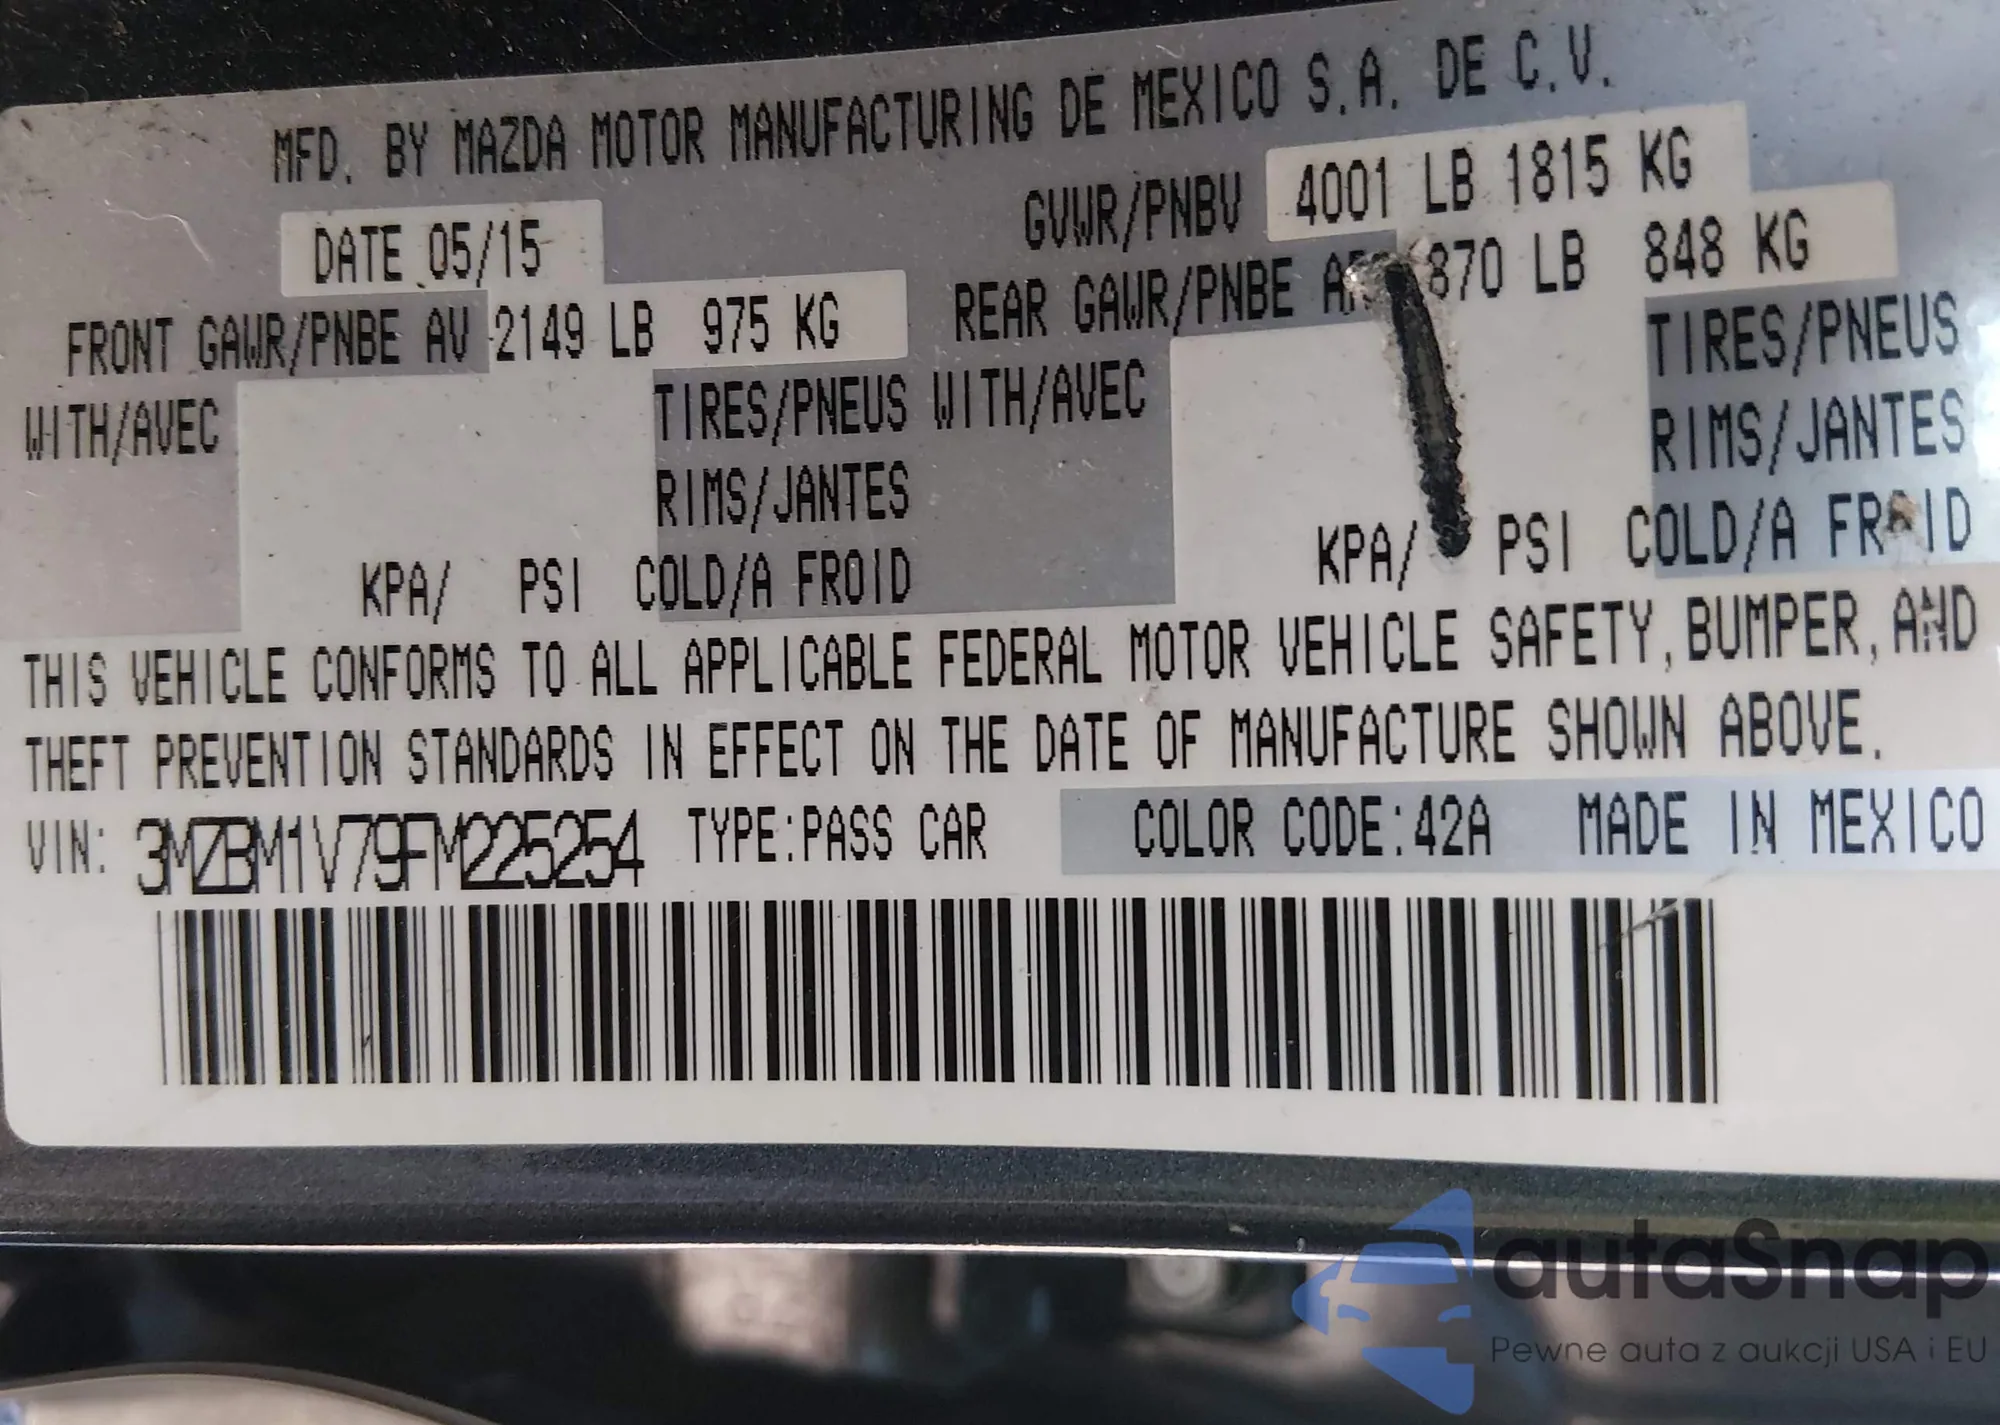 MFD. BY MAZDA MOTOR MANUFACTURING DE MEXICO S.A. DE C.V.
DATE 05/15 GVWR/PNBV 4001 LB 1815 KG
FRONT GAWR/PNBE AV 2149 LB 975 KG REAR GAWR/PNBE 870 LB 848 KG
WITH/AVEC TIRES/PNEUS WITH/AVEC TIRES/PNEUS
RIMS/JANTES RIMS/JANTES
KPA/ PSI COLD/A FROID KPA/ PSI COLD/A FROID
THIS VEHICLE CONFORMS TO ALL APPLICABLE FEDERAL MOTOR VEHICLE SAFETY, BUMPER, AND
THEFT PREVENTION STANDARDS IN EFFECT ON THE DATE OF MANUFACTURE SHOWN ABOVE.
VIN: 3MZBM1V79FM225254 TYPE:PASS CAR COLOR CODE:42A MADE IN MEXICO
autaSnap
Pewne auta z aukcji USA i EU